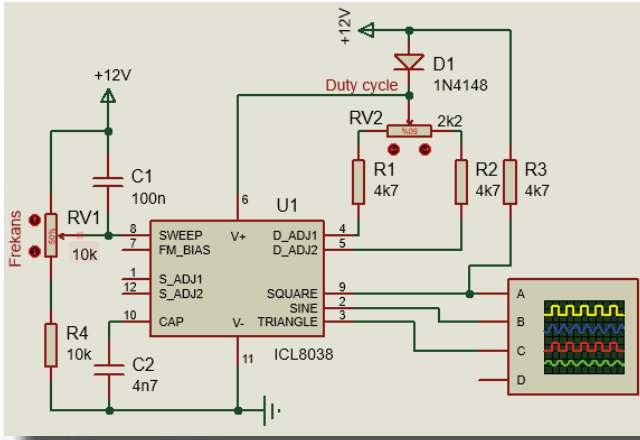 +12V
+12V
D1
1N4148
Duty cycle
RV2
2k2
50%
R1
4k7
R2
4k7
R3
4k7
C1
100n
RV1
50%
10k
Frekans
6
U1
8
SWEEP
V+
D_ADJ1
4
7
FM_BIAS
D_ADJ2
5
1
S_ADJ1
12
S_ADJ2
SQUARE
9
SINE
2
10
CAP
V-
TRIANGLE
3
11
ICL8038
R4
10k
C2
4n7
A
B
C
D